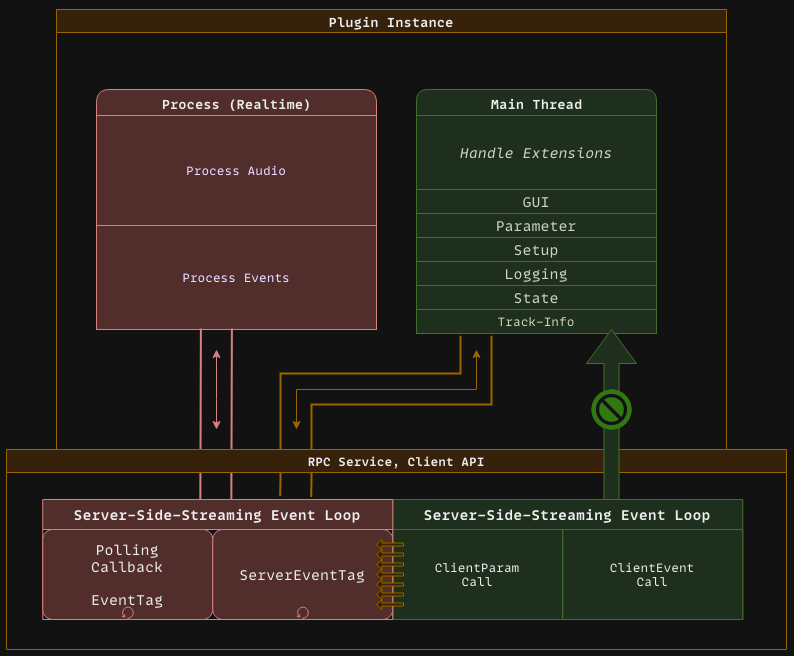 Plugin Instance
Process (Realtime)
Process Audio
Process Events
Main Thread
Handle Extensions
GUI
Parameter
Setup
Logging
State
Track-Info
RPC Service, Client API
Server-Side-Streaming Event Loop
Polling
Callback
EventTag
ServerEventTag
Server-Side-Streaming Event Loop
ClientParam
Call
ClientEvent
Call